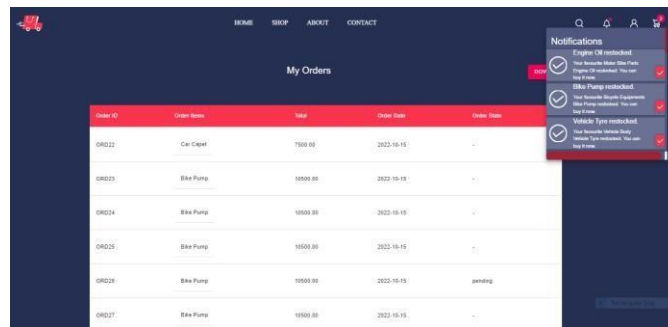 HOME SHOP ABOUT CONTACT
Notifications
Engine Oil restocked.
Your favourite Motor Bike Parts
Engine Oil restocked. You can
buy it now.
Bike Pump restocked.
Your favourite Bicycle Equipments
Bike Pump restocked. You can
buy it now.
Vehicle Tyre restocked.
Your favourite Vehicle Body
Vehicle Tyre restocked. You can
buy it now.
My Orders
Order ID Order Items Total Order Date Order State
ORD22 Car Capet 7500.00 2022-10-15 -
ORD23 Bike Pump 10500.00 2022-10-15 -
ORD24 Bike Pump 10500.00 2022-10-15 -
ORD25 Bike Pump 10500.00 2022-10-15 -
ORD26 Bike Pump 10500.00 2022-10-15 pending
ORD27 Bike Pump 10500.00 2022-10-15 -